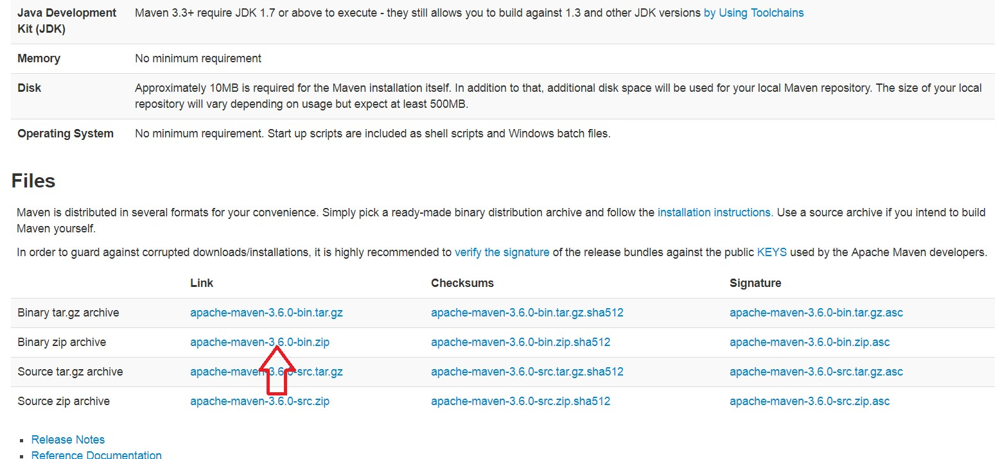 Java Development Kit (JDK) Maven 3.3+ require JDK 1.7 or above to execute - they still allows you to build against 1.3 and other JDK versions by Using Toolchains
Memory No minimum requirement
Disk Approximately 10MB is required for the Maven installation itself. In addition to that, additional disk space will be used for your local Maven repository. The size of your local
repository will vary depending on usage but expect at least 500MB.
Operating System No minimum requirement. Start up scripts are included as shell scripts and Windows batch files.
Files
Maven is distributed in several formats for your convenience. Simply pick a ready-made binary distribution archive and follow the installation instructions. Use a source archive if you intend to build
Maven yourself.
In order to guard against corrupted downloads/installations, it is highly recommended to verify the signature of the release bundles against the public KEYS used by the Apache Maven developers.
Link Checksums Signature
Binary tar.gz archive apache-maven-3.6.0-bin.tar.gz apache-maven-3.6.0-bin.tar.gz.sha512 apache-maven-3.6.0-bin.tar.gz.asc
Binary zip archive apache-maven-3.6.0-bin.zip apache-maven-3.6.0-bin.zip.sha512 apache-maven-3.6.0-bin.zip.asc
Source tar.gz archive apache-maven-3.6.0-src.tar.gz apache-maven-3.6.0-src.tar.gz.sha512 apache-maven-3.6.0-src.tar.gz.asc
Source zip archive apache-maven-3.6.0-src.zip apache-maven-3.6.0-src.zip.sha512 apache-maven-3.6.0-src.zip.asc
Release Notes
Reference Documentation